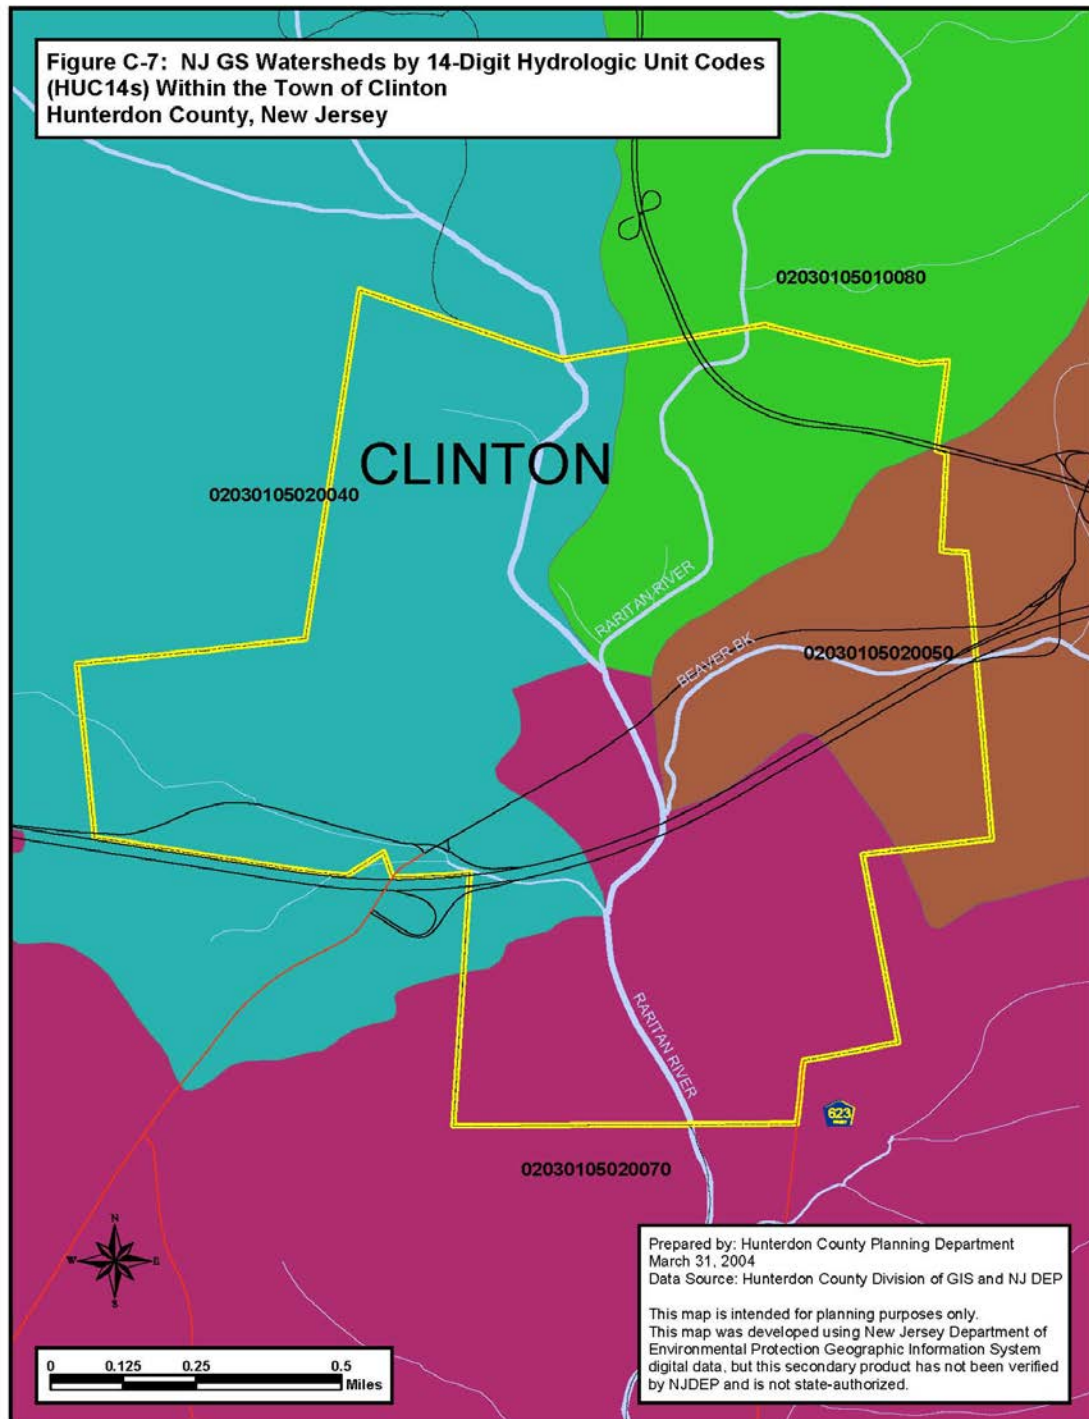 Figure C-7: NJ GS Watersheds by 14-Digit Hydrologic Unit Codes
(HUC14s) Within the Town of Clinton
Hunterdon County, New Jersey
02030105010080
CLINTON
02030105020040
RARITAN RIVER
BEAVER BK
02030105020050
RARITAN RIVER
623
02030105020070
N
W E
S
Prepared by: Hunterdon County Planning Department
March 31, 2004
Data Source: Hunterdon County Division of GIS and NJ DEP
This map is intended for planning purposes only.
This map was developed using New Jersey Department of
Environmental Protection Geographic Information System
digital data, but this secondary product has not been verified
by NJDEP and is not state-authorized.
0 0.125 0.25 0.5
Miles